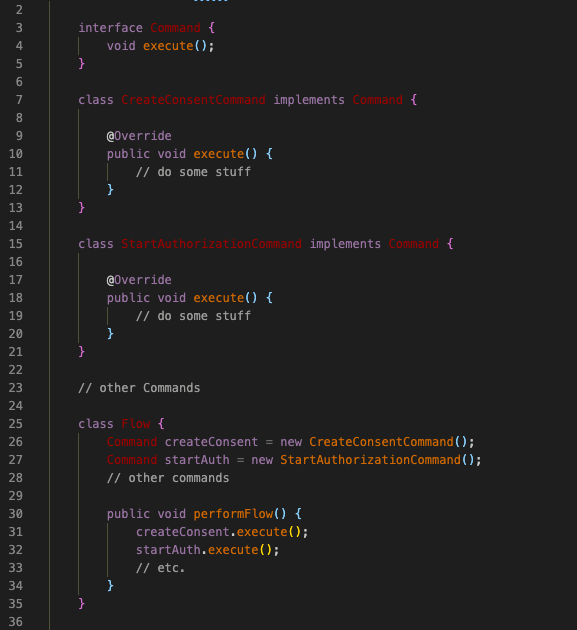 2
3 interface Command {
4 void execute();
5 }
6
7 class CreateConsentCommand implements Command {
8
9 @Override
10 public void execute() {
11 // do some stuff
12 }
13 }
14
15 class StartAuthorizationCommand implements Command {
16
17 @Override
18 public void execute() {
19 // do some stuff
20 }
21 }
22
23 // other Commands
24
25 class Flow {
26 Command createConsent = new CreateConsentCommand();
27 Command startAuth = new StartAuthorizationCommand();
28 // other commands
29
30 public void performFlow() {
31 createConsent.execute();
32 startAuth.execute();
33 // etc.
34 }
35 }
36